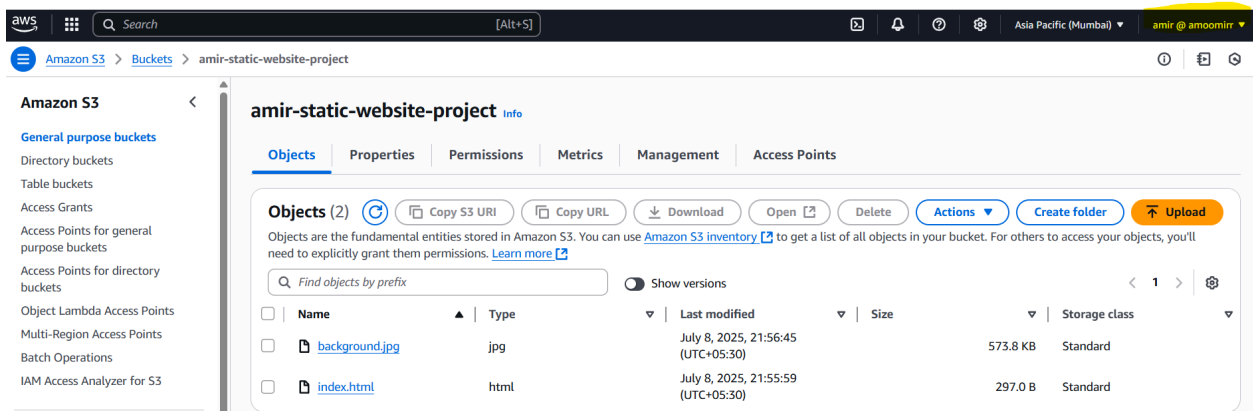 aws
Search [Alt+S] Asia Pacific (Mumbai) ▼ amir @ amoomirr ▼
Amazon S3 > Buckets > amir-static-website-project
Amazon S3
General purpose buckets
Directory buckets
Table buckets
Access Grants
Access Points for general
purpose buckets
Access Points for directory
buckets
Object Lambda Access Points
Multi-Region Access Points
Batch Operations
IAM Access Analyzer for S3
amir-static-website-project Info
Objects Properties Permissions Metrics Management Access Points
Objects (2) Copy S3 URI Copy URL Download Open Delete Actions ▼ Create folder Upload
Objects are the fundamental entities stored in Amazon S3. You can use Amazon S3 inventory to get a list of all objects in your bucket. For others to access your objects, you'll
need to explicitly grant them permissions. Learn more
Find objects by prefix Show versions < 1 >
Name Type Last modified Size Storage class
background.jpg jpg July 8, 2025, 21:56:45 (UTC+05:30) 573.8 KB Standard
index.html html July 8, 2025, 21:55:59 (UTC+05:30) 297.0 B Standard